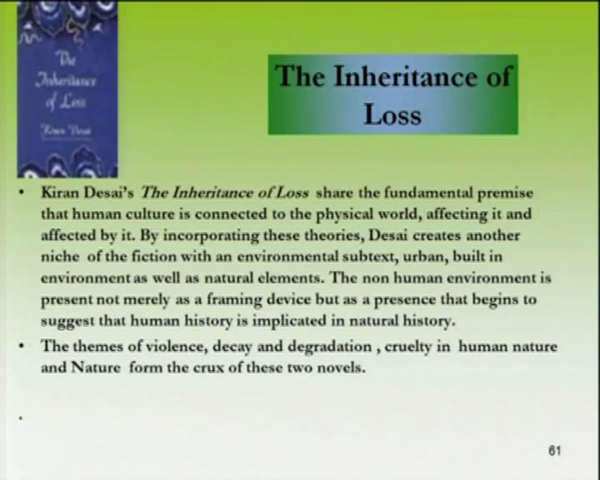 The
Inheritance
of Loss
Kiran Desai
The Inheritance of
Loss
• Kiran Desai's The Inheritance of Loss share the fundamental premise
that human culture is connected to the physical world, affecting it and
affected by it. By incorporating these theories, Desai creates another
niche of the fiction with an environmental subtext, urban, built in
environment as well as natural elements. The non human environment is
present not merely as a framing device but as a presence that begins to
suggest that human history is implicated in natural history.
• The themes of violence, decay and degradation , cruelty in human nature
and Nature form the crux of these two novels.
.
61